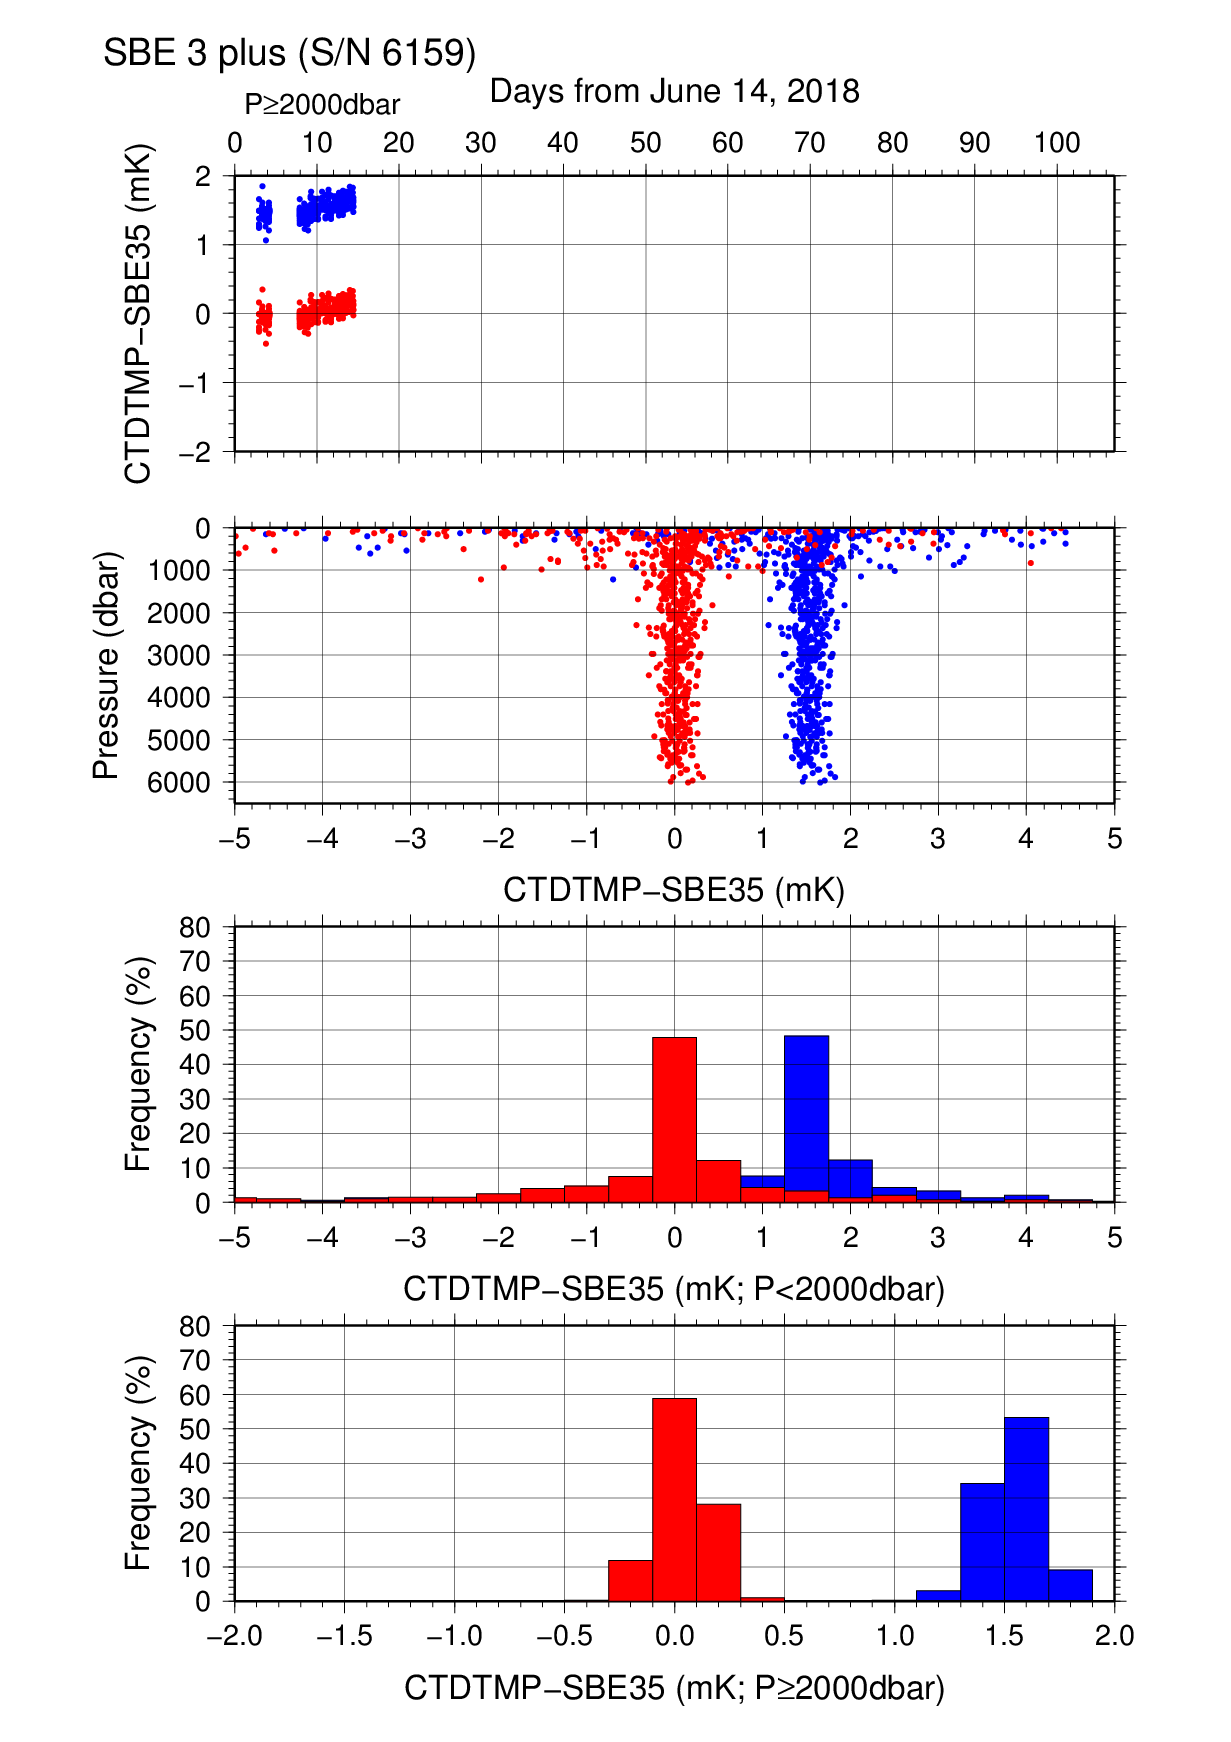 SBE 3 plus (S/N 6159)
Days from June 14, 2018
P≥2000dbar
0 10 20 30 40 50 60 70 80 90 100
CTDTMP−SBE35 (mK)
2
1
0
−1
−2
Pressure (dbar)
0
1000
2000
3000
4000
5000
6000
−5 −4 −3 −2 −1 0 1 2 3 4 5
CTDTMP−SBE35 (mK)
Frequency (%)
80
70
60
50
40
30
20
10
0
−5 −4 −3 −2 −1 0 1 2 3 4 5
CTDTMP−SBE35 (mK; P<2000dbar)
Frequency (%)
80
70
60
50
40
30
20
10
0
−2.0 −1.5 −1.0 −0.5 0.0 0.5 1.0 1.5 2.0
CTDTMP−SBE35 (mK; P≥2000dbar)